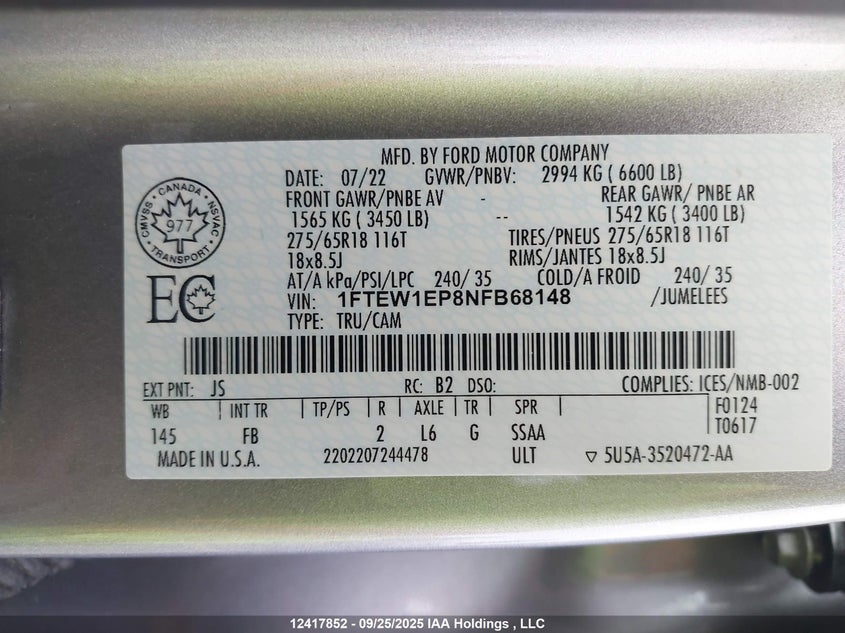 MFD. BY FORD MOTOR COMPANY
DATE: 07/22 GVWR/PNBV: 2994 KG ( 6600 LB)
FRONT GAWR/PNBE AV - REAR GAWR/ PNBE AR
1565 KG ( 3450 LB) -- 1542 KG ( 3400 LB)
275/65R18 116T TIRES/PNEUS 275/65R18 116T
18x8.5J RIMS/JANTES 18x8.5J
AT/A kPa/PSI/LPC 240/ 35 COLD/A FROID 240/ 35
VIN: 1FTEW1EP8NFB68148 /JUMELEES
TYPE: TRU/CAM
CANADA
CMVSS NSVAC
977
TRANSPORT
EC
EXT PNT: JS RC: B2 DSO: COMPLIES: ICES/NMB-002
WB INT TR TP/PS R AXLE TR SPR F0124
145 FB 2 L6 G SSAA T0617
MADE IN U.S.A. 2202207244478 ULT ▽ 5U5A-3520472-AA
12417852 - 09/25/2025 IAA Holdings , LLC